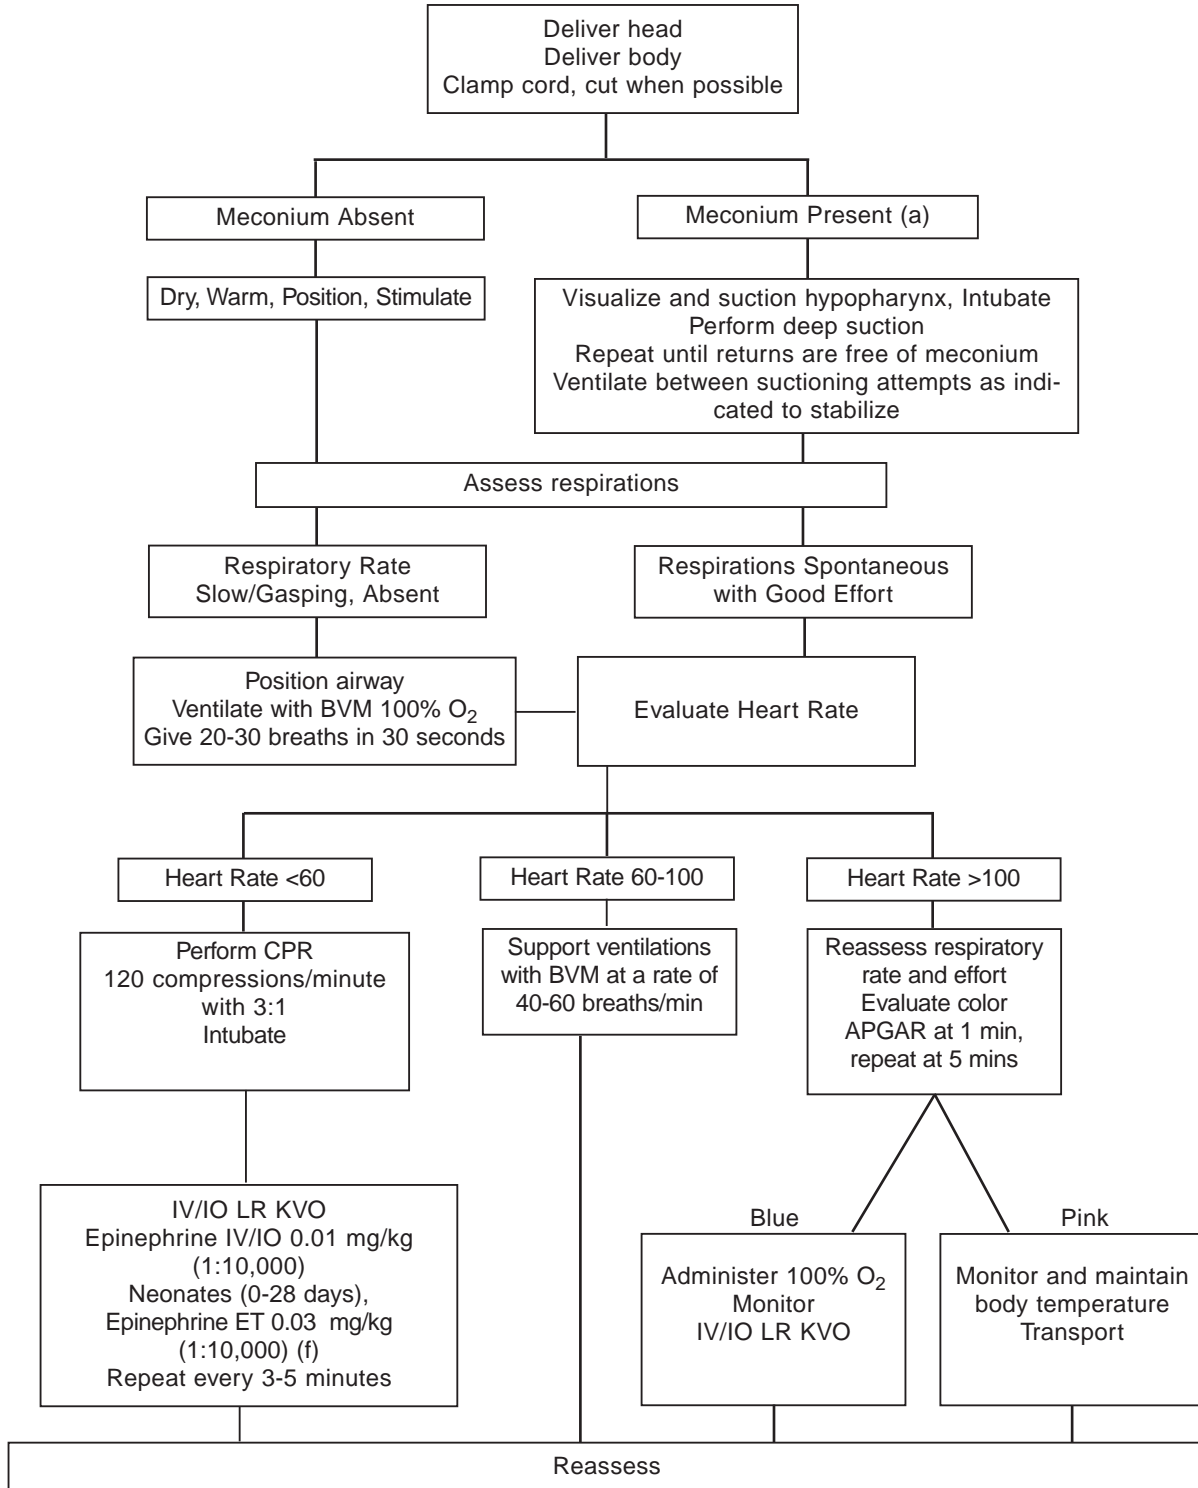 Deliver head
Deliver body
Clamp cord, cut when possible
Meconium Absent
Meconium Present (a)
Dry, Warm, Position, Stimulate
Visualize and suction hypopharynx, Intubate
Perform deep suction
Repeat until returns are free of meconium
Ventilate between suctioning attempts as indi-
cated to stabilize
Assess respirations
Respiratory Rate
Slow/Gasping, Absent
Respirations Spontaneous
with Good Effort
Position airway
Ventilate with BVM 100% O2
Give 20-30 breaths in 30 seconds
Evaluate Heart Rate
Heart Rate <60
Heart Rate 60-100
Heart Rate >100
Perform CPR
120 compressions/minute
with 3:1
Intubate
Support ventilations
with BVM at a rate of
40-60 breaths/min
Reassess respiratory
rate and effort
Evaluate color
APGAR at 1 min,
repeat at 5 mins
IV/IO LR KVO
Epinephrine IV/IO 0.01 mg/kg
(1:10,000)
Neonates (0-28 days),
Epinephrine ET 0.03 mg/kg
(1:10,000) (f)
Repeat every 3-5 minutes
Blue
Pink
Administer 100% O2
Monitor
IV/IO LR KVO
Monitor and maintain
body temperature
Transport
Reassess